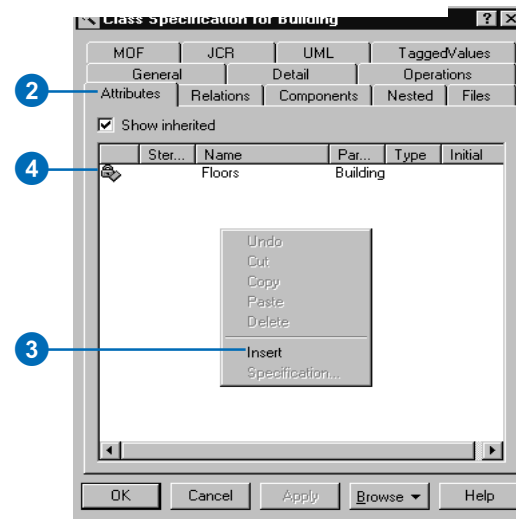 Class Specification for Building
MOF JCR UML TaggedValues
General Detail Operations
2 Attributes Relations Components Nested Files
Show inherited
Ster... Name Par... Type Initial
4 Floors Building
Undo
Cut
Copy
Paste
Delete
3 Insert
Specification...
OK Cancel Apply Browse Help